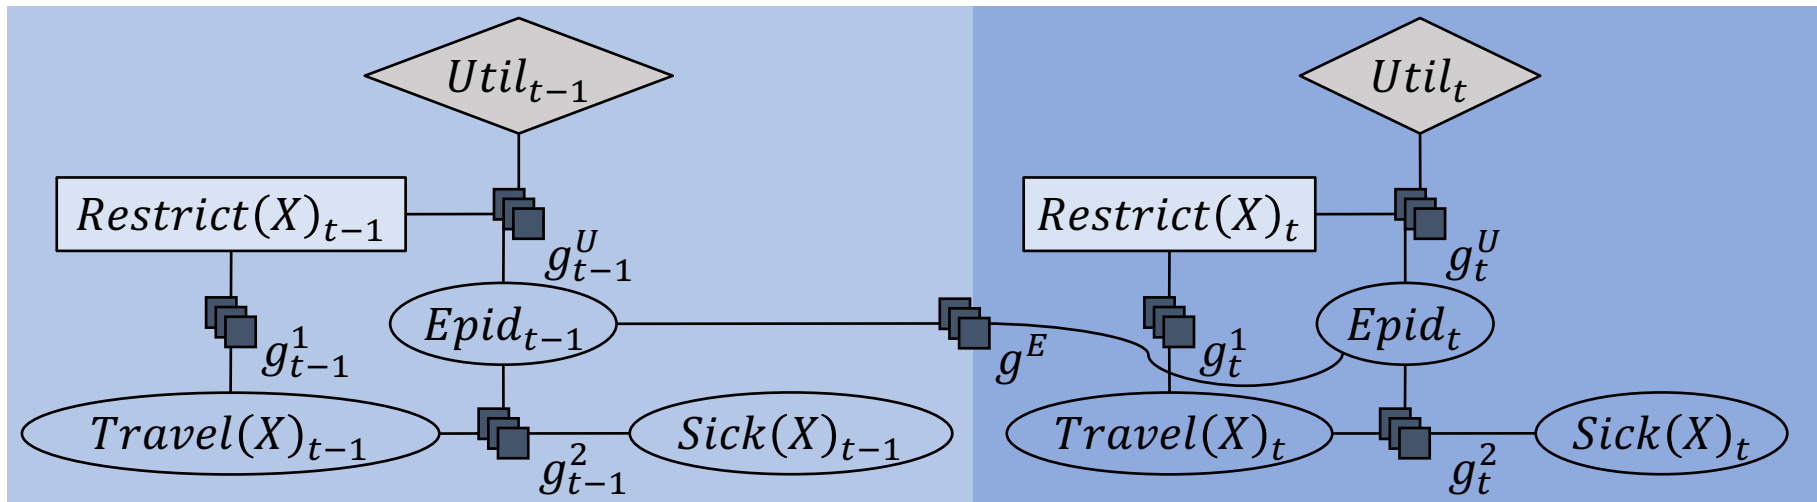 Util_{t−1}
Util_t
Restrict(X)_{t−1}
g^U_{t−1}
Restrict(X)_t
g^U_t
g^1_{t−1}
Epid_{t−1}
g^E
g^1_t
Epid_t
Travel(X)_{t−1}
g^2_{t−1}
Sick(X)_{t−1}
Travel(X)_t
g^2_t
Sick(X)_t